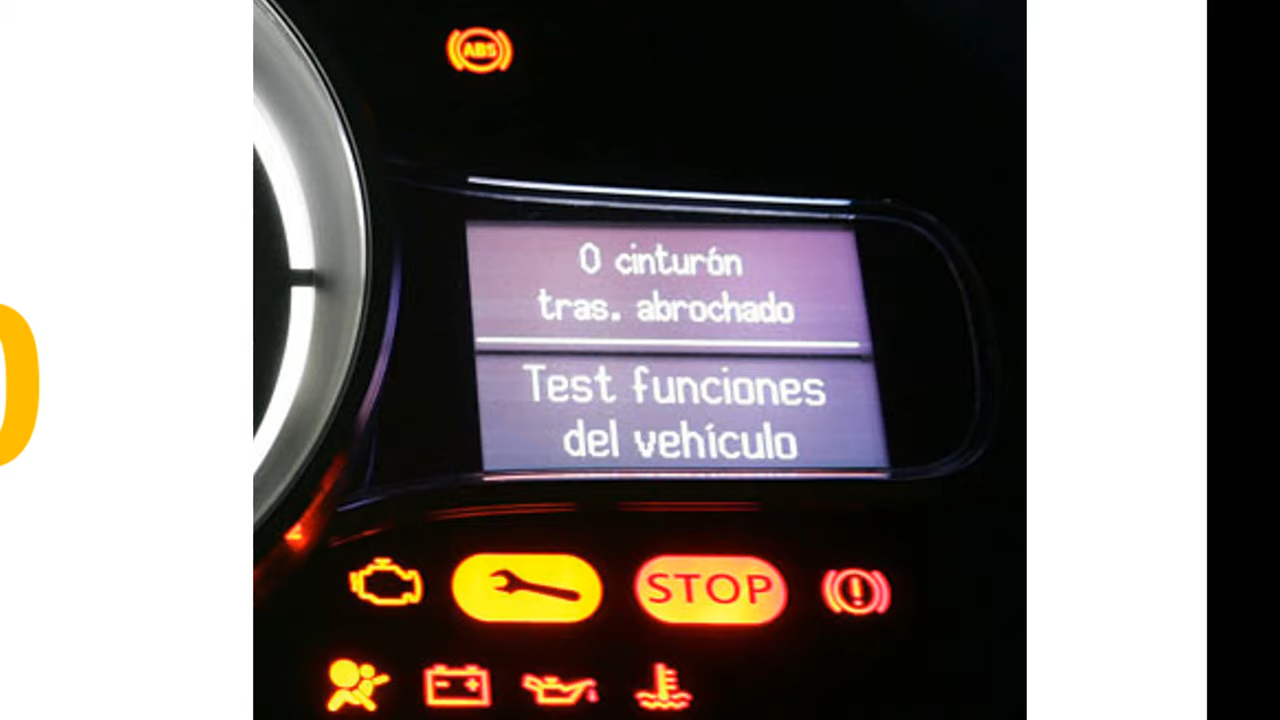 ABS
0 cinturón
tras. abrochado
Test funciones
del vehículo
STOP